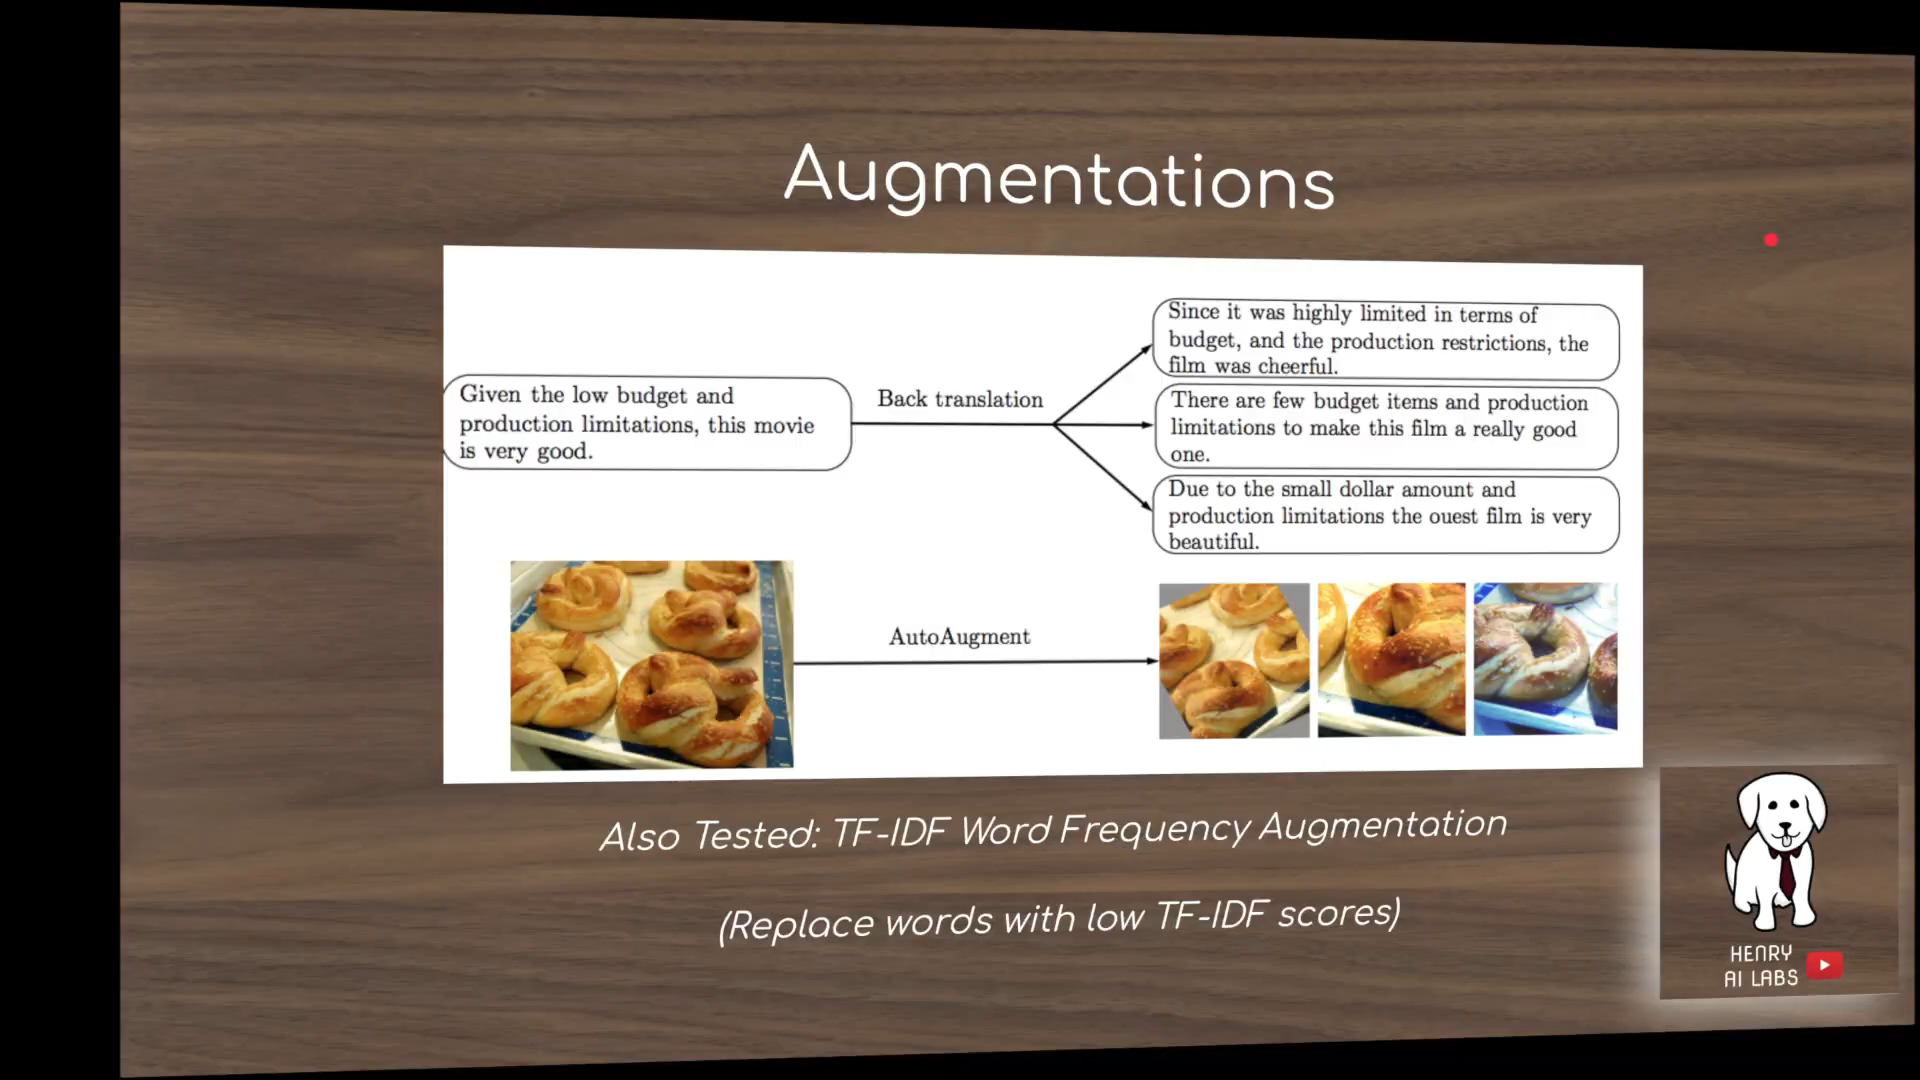 Augmentations
Given the low budget and
production limitations, this movie
is very good.
Back translation
Since it was highly limited in terms of
budget, and the production restrictions, the
film was cheerful.
There are few budget items and production
limitations to make this film a really good
one.
Due to the small dollar amount and
production limitations the ouest film is very
beautiful.
AutoAugment
Also Tested: TF-IDF Word Frequency Augmentation
(Replace words with low TF-IDF scores)
HENRY
AI LABS